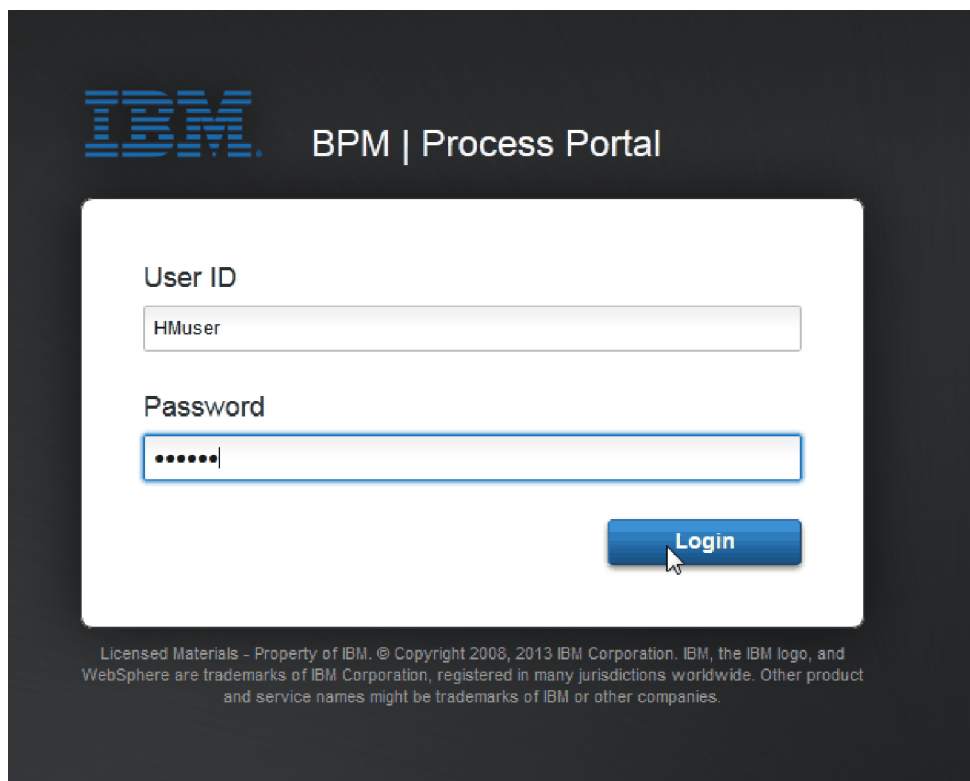 IBM.
BPM | Process Portal
User ID
HMuser
Password
••••••
Login
Licensed Materials - Property of IBM. © Copyright 2008, 2013 IBM Corporation. IBM, the IBM logo, and
WebSphere are trademarks of IBM Corporation, registered in many jurisdictions worldwide. Other product
and service names might be trademarks of IBM or other companies.